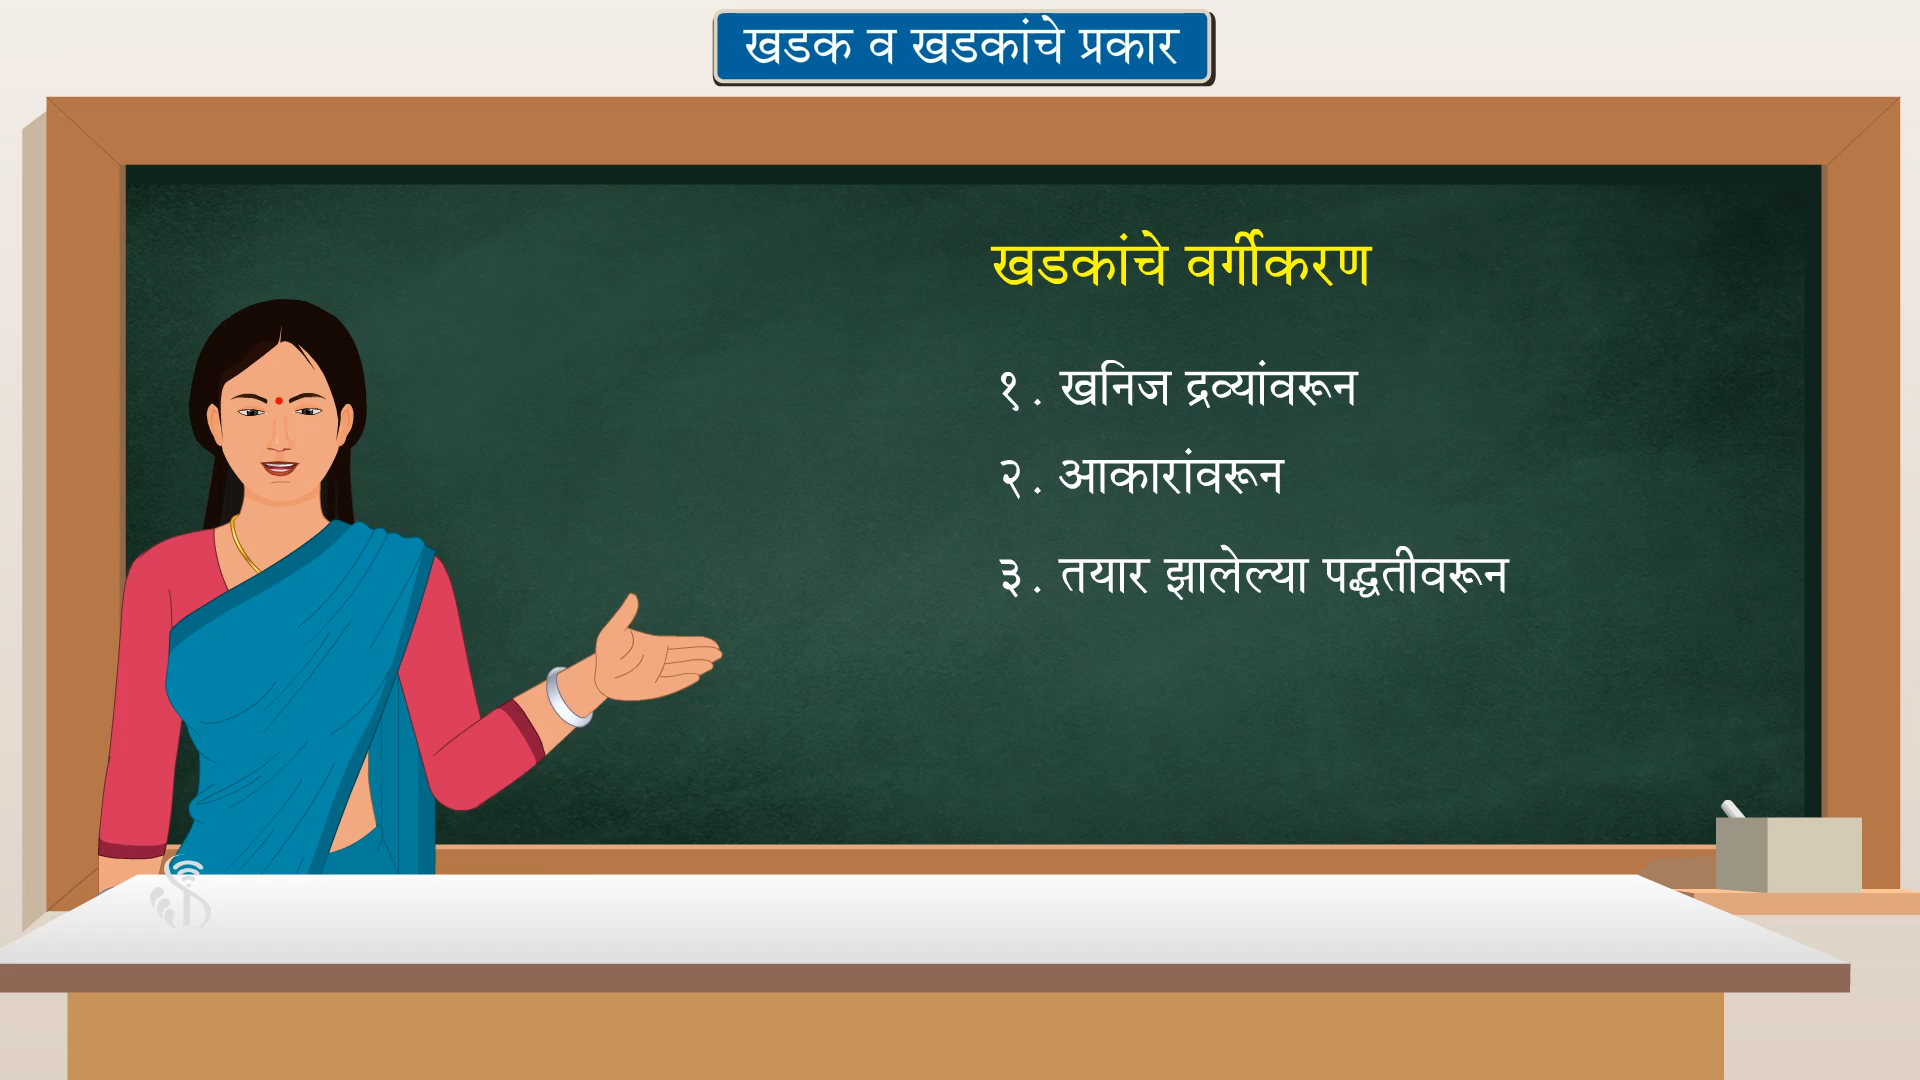 खडक व खडकांचे प्रकार
खडकांचे वर्गीकरण
१. खनिज द्रव्यांवरून
२. आकारांवरून
३. तयार झालेल्या पद्धतीवरून